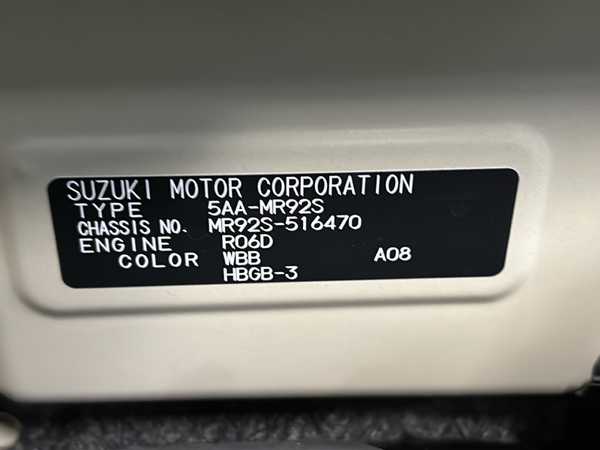 SUZUKI MOTOR CORPORATION
TYPE 5AA-MR92S
CHASSIS NO. MR92S-516470
ENGINE R06D
COLOR WBB A08
HBGB-3